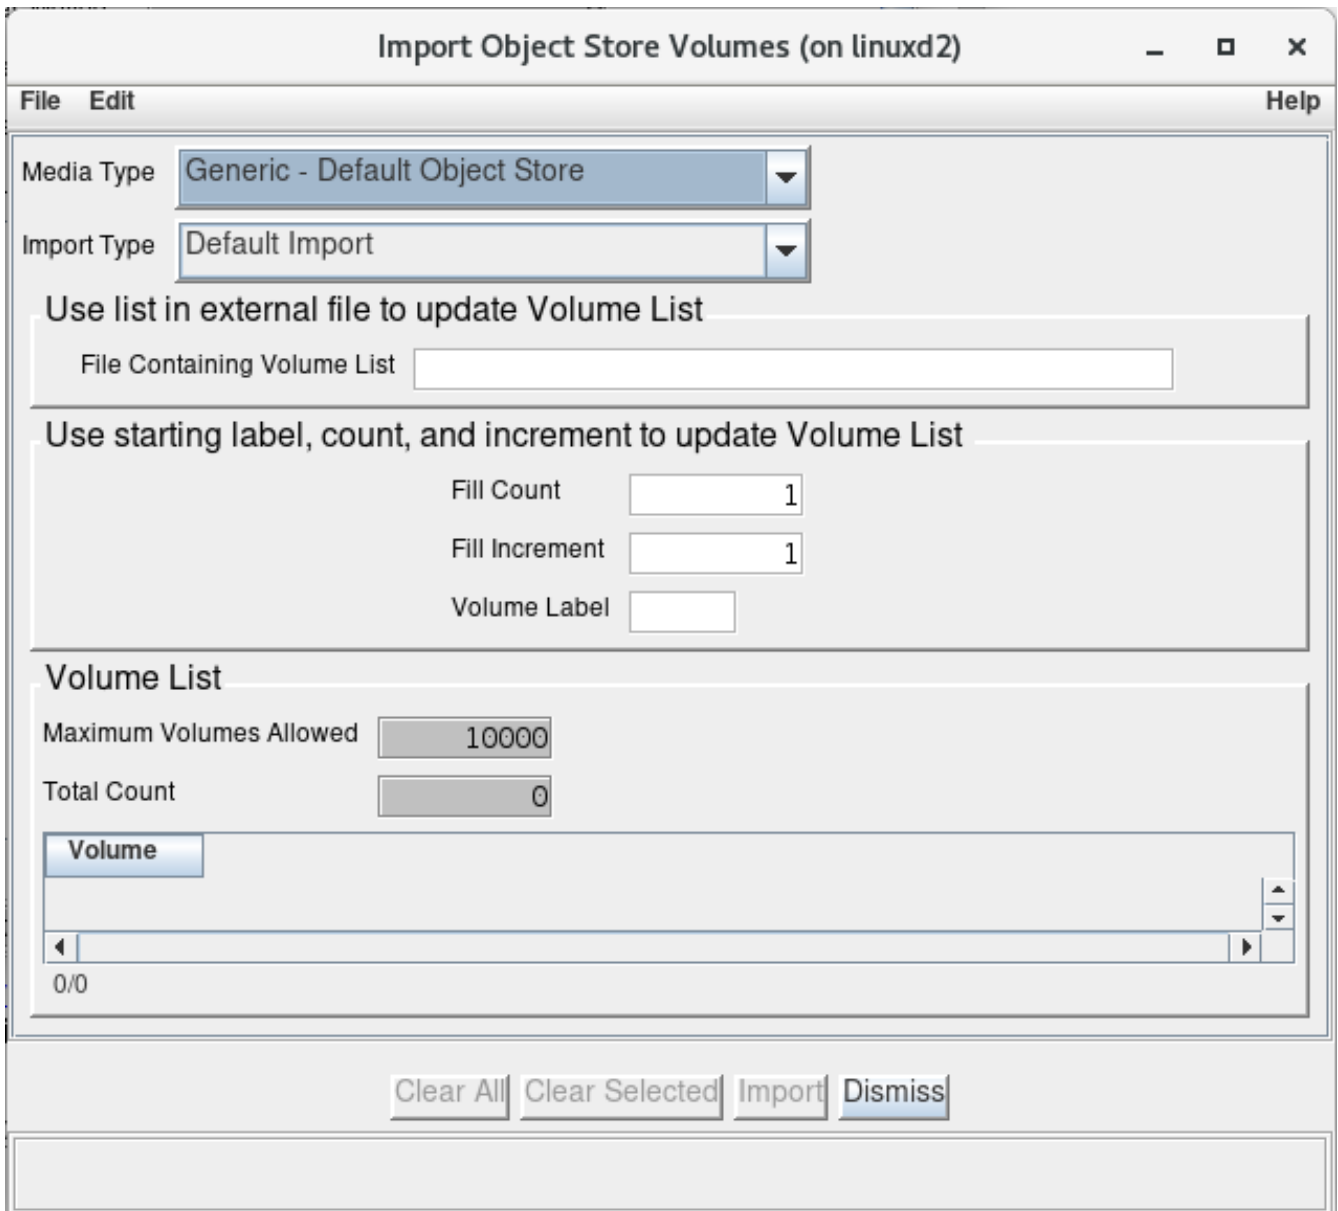 Import Object Store Volumes (on linuxd2)
File Edit Help
Media Type Generic - Default Object Store
Import Type Default Import
Use list in external file to update Volume List
File Containing Volume List
Use starting label, count, and increment to update Volume List
Fill Count 1
Fill Increment 1
Volume Label
Volume List
Maximum Volumes Allowed 10000
Total Count 0
Volume
0/0
Clear All Clear Selected Import Dismiss